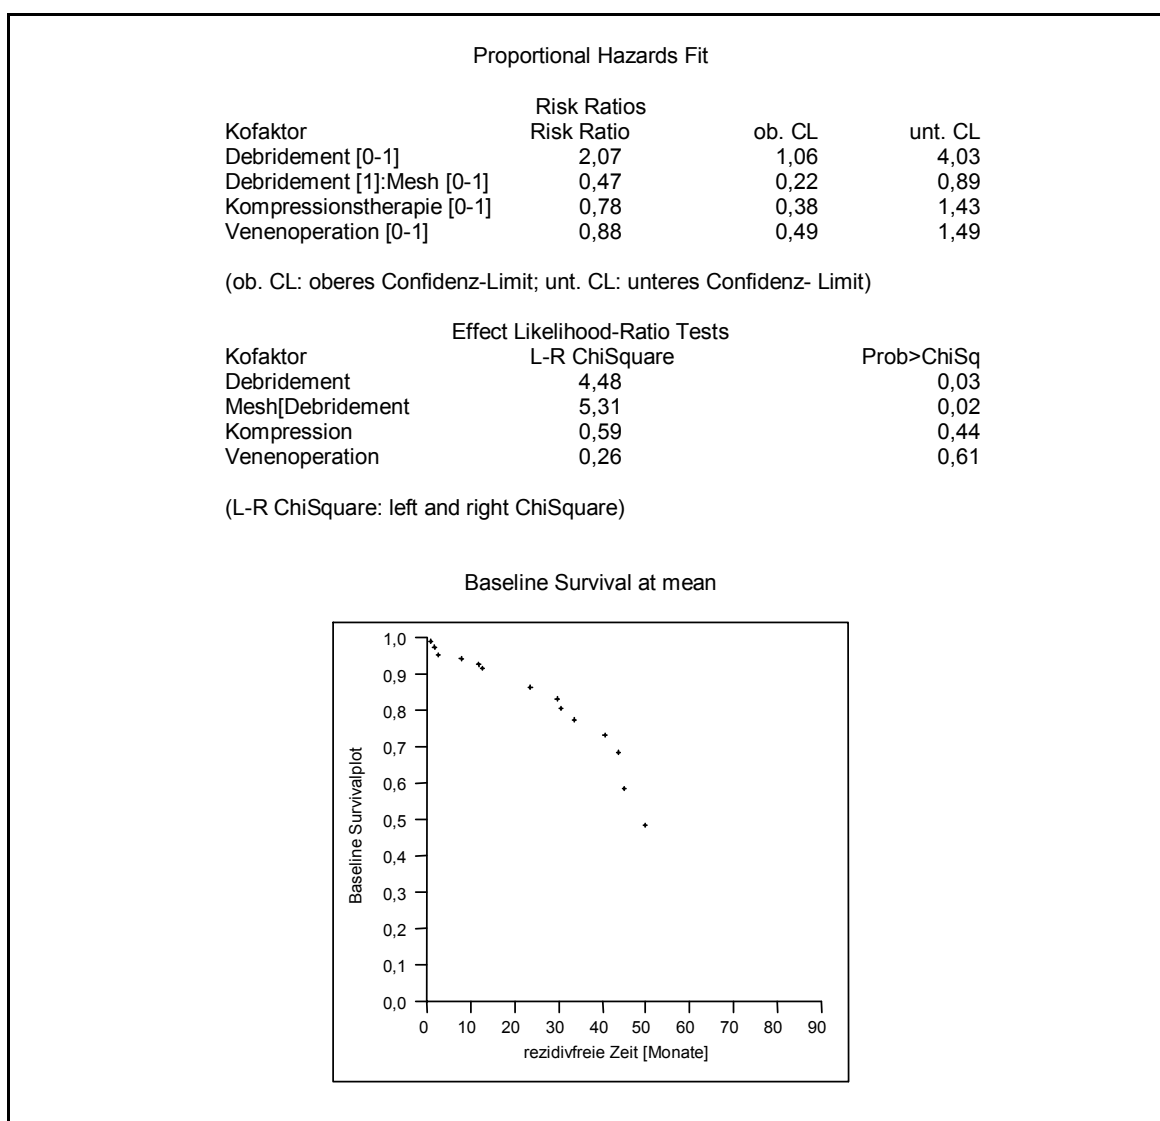 Proportional Hazards Fit
Risk Ratios
Kofaktor Risk Ratio ob. CL unt. CL
Debridement [0-1] 2,07 1,06 4,03
Debridement [1]:Mesh [0-1] 0,47 0,22 0,89
Kompressionstherapie [0-1] 0,78 0,38 1,43
Venenoperation [0-1] 0,88 0,49 1,49
(ob. CL: oberes Confidenz-Limit; unt. CL: unteres Confidenz- Limit)
Effect Likelihood-Ratio Tests
Kofaktor L-R ChiSquare Prob>ChiSq
Debridement 4,48 0,03
Mesh[Debridement 5,31 0,02
Kompression 0,59 0,44
Venenoperation 0,26 0,61
(L-R ChiSquare: left and right ChiSquare)
Baseline Survival at mean
Baseline Survivalplot
1,0
0,9
0,8
0,7
0,6
0,5
0,4
0,3
0,2
0,1
0,0
0 10 20 30 40 50 60 70 80 90
rezidivfreie Zeit [Monate]